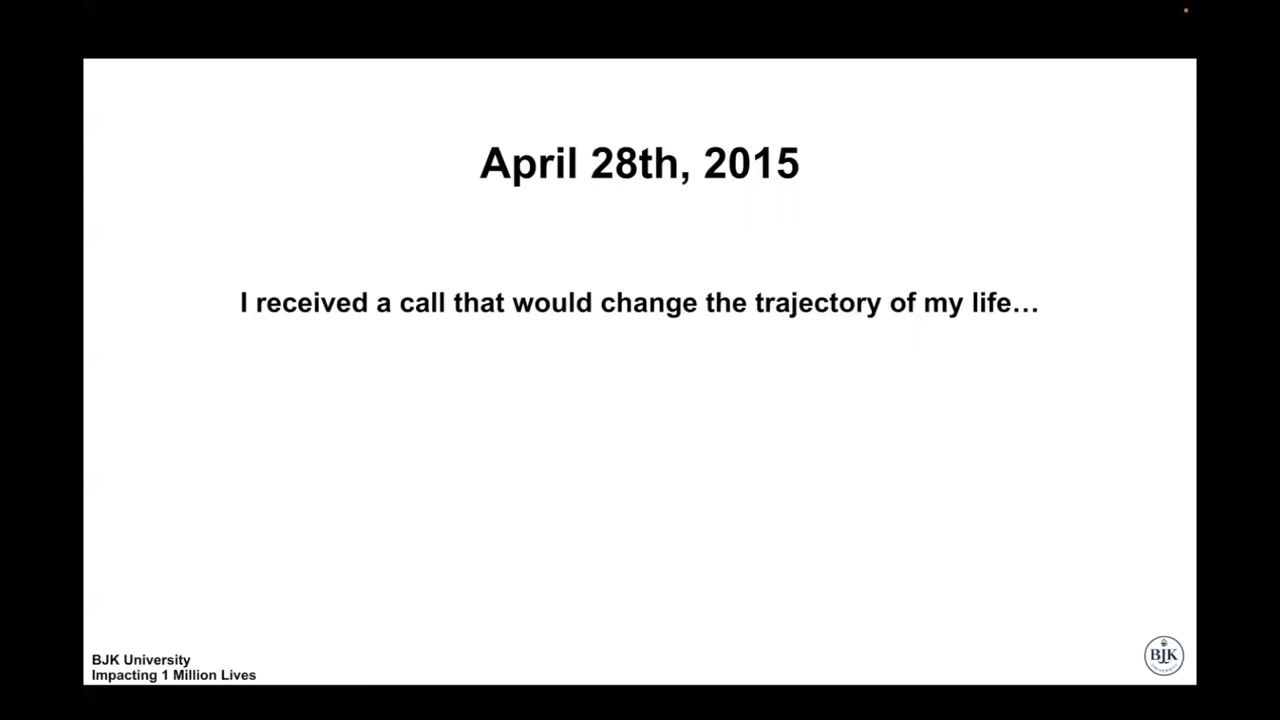 April 28th, 2015
I received a call that would change the trajectory of my life…
BJK University
Impacting 1 Million Lives
BJK
UNIVERSITY